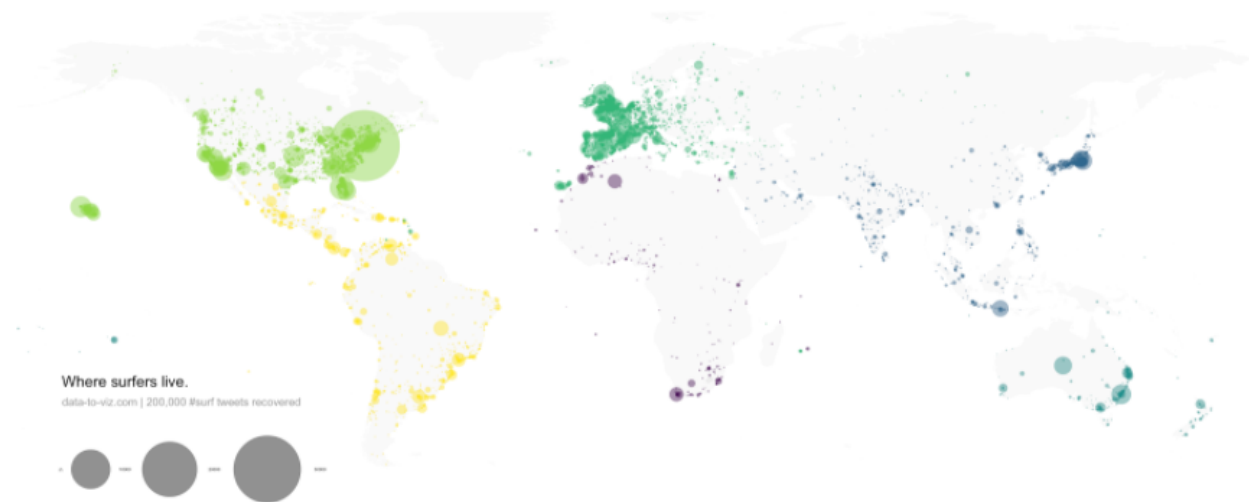 Where surfers live.
data-to-viz.com | 200,000 #surf tweets recovered